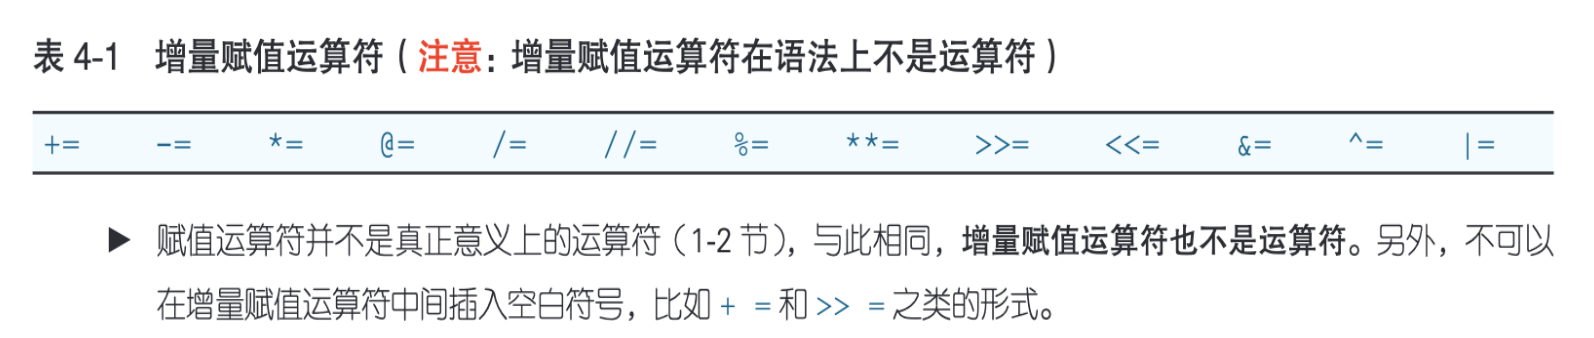 表 4-1 增量赋值运算符（注意：增量赋值运算符在语法上不是运算符）
+= -= *= @= /= //= %= **= >>= <<= &= ^= |=
▶ 赋值运算符并不是真正意义上的运算符（1-2 节），与此相同，增量赋值运算符也不是运算符。另外，不可以
在增量赋值运算符中间插入空白符号，比如 + = 和 >> = 之类的形式。